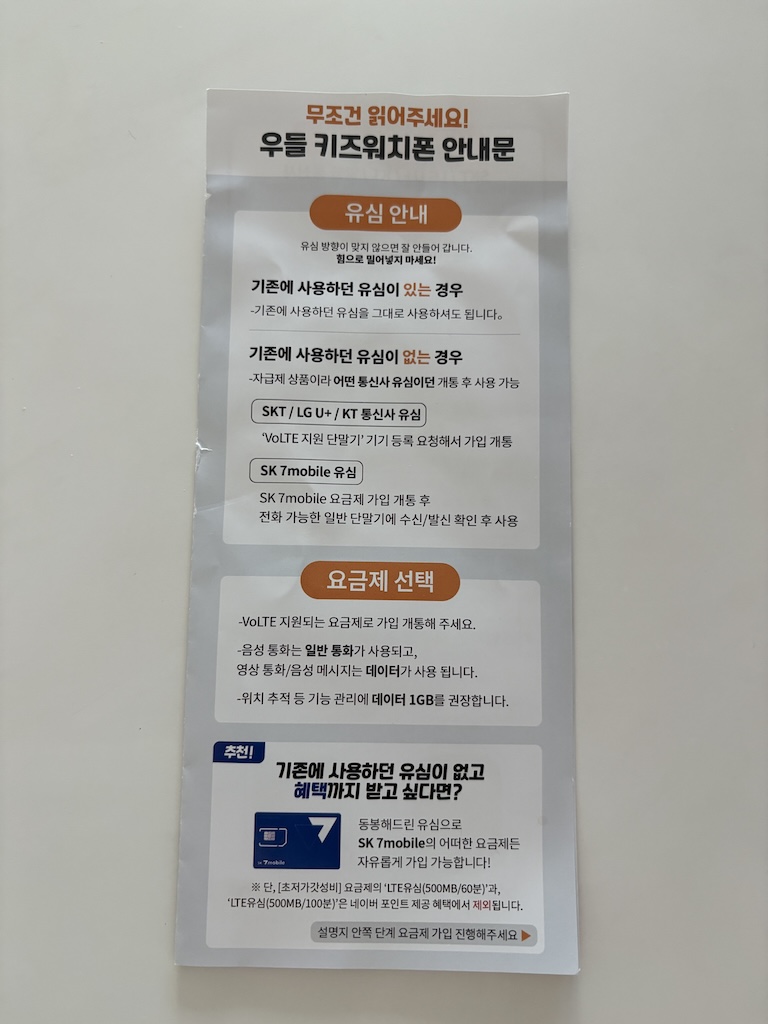 무조건 읽어주세요!
우들 키즈워치폰 안내문
유심 안내
유심 방향이 맞지 않으면 잘 안들어 갑니다.
힘으로 밀어넣지 마세요!
기존에 사용하던 유심이 있는 경우
-기존에 사용하던 유심을 그대로 사용하셔도 됩니다。
기존에 사용하던 유심이 없는 경우
-자급제 상품이라 어떤 통신사 유심이던 개통 후 사용 가능
SKT / LG U+ / KT 통신사 유심
‘VoLTE 지원 단말기’ 기기 등록 요청해서 가입 개통
SK 7mobile 유심
SK 7mobile 요금제 가입 개통 후
전화 가능한 일반 단말기에 수신/발신 확인 후 사용
요금제 선택
-VoLTE 지원되는 요금제로 가입 개통해 주세요.
-음성 통화는 일반 통화가 사용되고,
영상 통화/음성 메시지는 데이터가 사용 됩니다.
-위치 추적 등 기능 관리에 데이터 1GB를 권장합니다.
추천!
기존에 사용하던 유심이 없고
혜택까지 받고 싶다면?
7
SK 7mobile
동봉해드린 유심으로
SK 7mobile의 어떠한 요금제든
자유롭게 가입 가능합니다!
※ 단, [초저가갓성비] 요금제의 ‘LTE유심(500MB/60분)’과,
‘LTE유심(500MB/100분)’은 네이버 포인트 제공 혜택에서 제외됩니다.
설명지 안쪽 단계 요금제 가입 진행해주세요 ▶